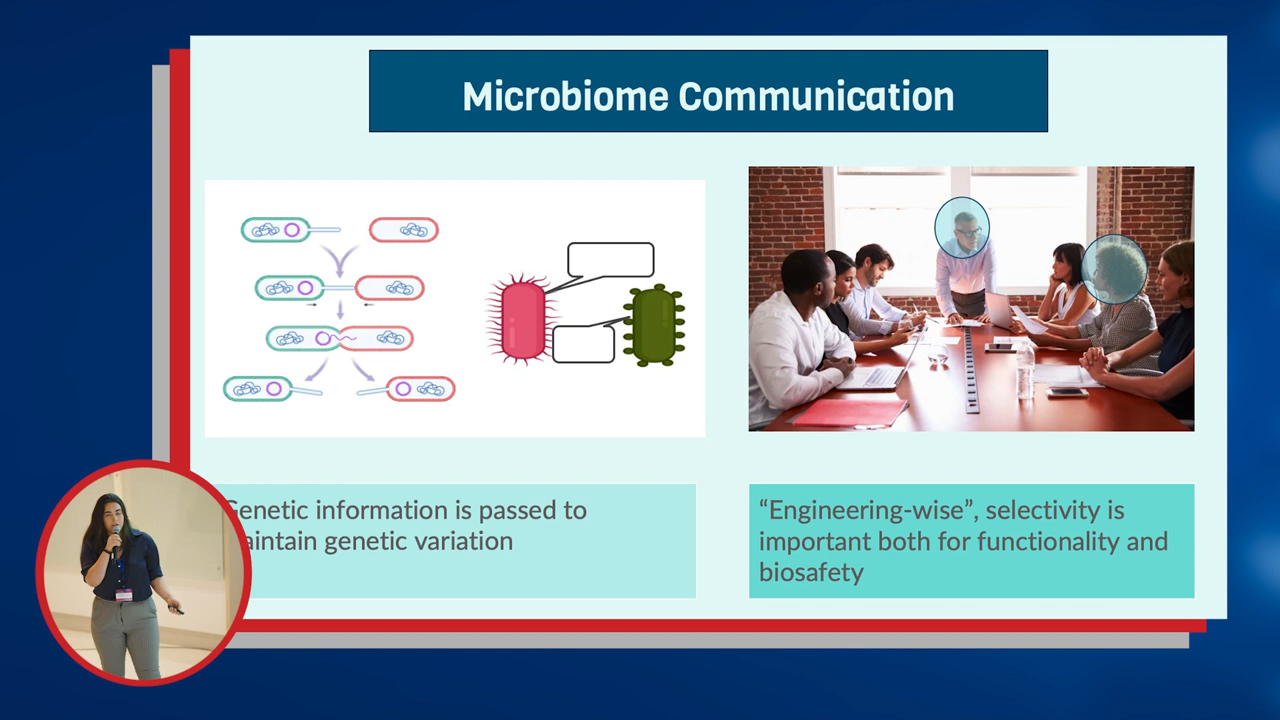 Microbiome Communication
Genetic information is passed to
maintain genetic variation
“Engineering-wise”, selectivity is
important both for functionality and
biosafety